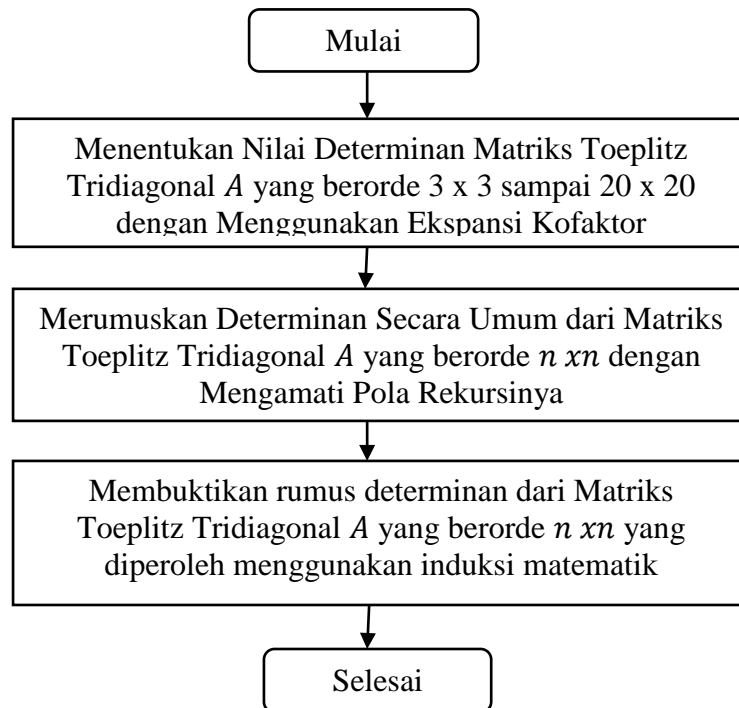 Mulai
Menentukan Nilai Determinan Matriks Toeplitz
Tridiagonal 𝐴 yang berorde 3 x 3 sampai 20 x 20
dengan Menggunakan Ekspansi Kofaktor
Merumuskan Determinan Secara Umum dari Matriks
Toeplitz Tridiagonal 𝐴 yang berorde 𝑛 𝑥𝑛 dengan
Mengamati Pola Rekursinya
Membuktikan rumus determinan dari Matriks
Toeplitz Tridiagonal 𝐴 yang berorde 𝑛 𝑥𝑛 yang
diperoleh menggunakan induksi matematik
Selesai